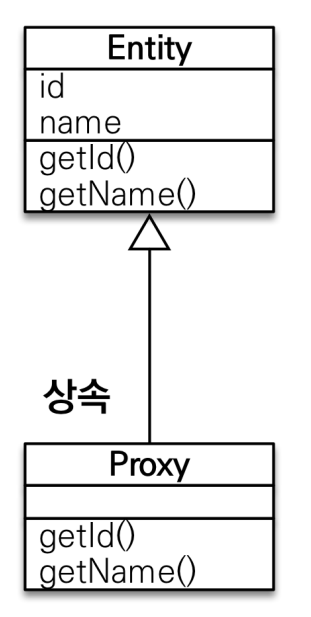 Entity
id
name
getId()
getName()
상속
Proxy
getId()
getName()